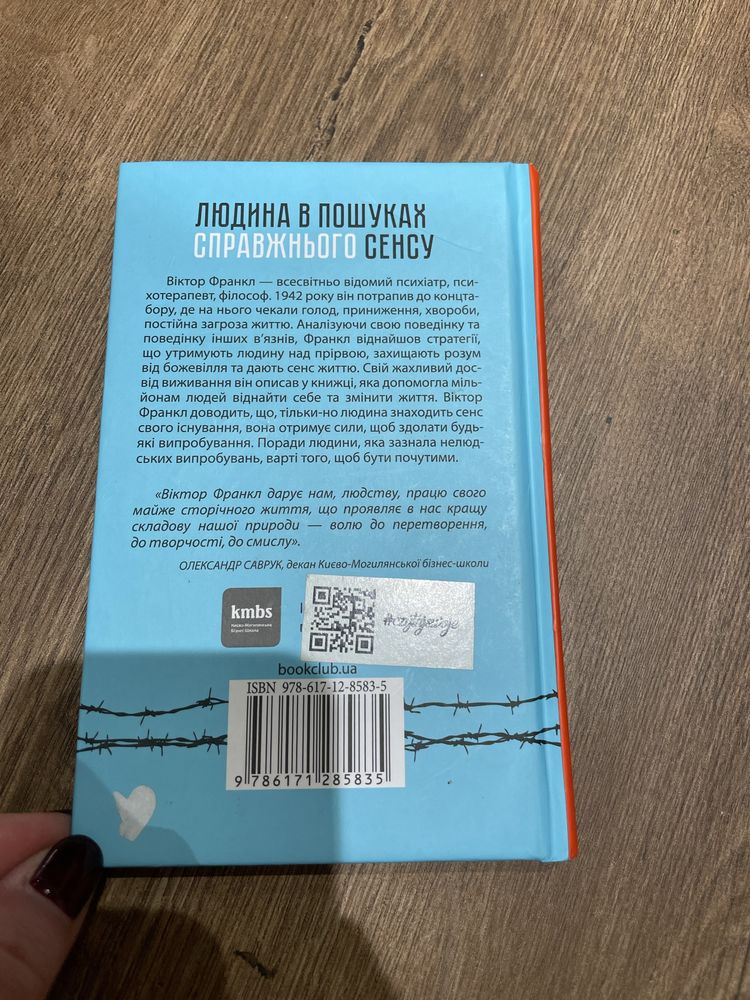 ЛЮДИНА В ПОШУКАХ
СПРАВЖНЬОГО СЕНСУ
Віктор Франкл — всесвітньо відомий психіатр, пси-
хотерапевт, філософ. 1942 року він потрапив до концта-
бору, де на нього чекали голод, приниження, хвороби,
постійна загроза життю. Аналізуючи свою поведінку та
поведінку інших в’язнів, Франкл віднайшов стратегії,
що утримують людину над прірвою, захищають розум
від божевілля та дають сенс життю. Свій жахливий дос-
від виживання він описав у книжці, яка допомогла міль-
йонам людей віднайти себе та змінити життя. Віктор
Франкл доводить, що, тільки-но людина знаходить сенс
свого існування, вона отримує сили, щоб здолати будь-
які випробування. Поради людини, яка зазнала нелюд-
ських випробувань, варті того, щоб бути почутими.
«Віктор Франкл дарує нам, людству, працю свого
майже сторічного життя, що проявляє в нас кращу
складову нашої природи — волю до перетворення,
до творчості, до смислу».
ОЛЕКСАНДР САВРУК, декан Києво-Могилянської бізнес-школи
kmbs
Києво-Могилянська
Бізнес Школа
bookclub.ua
ISBN 978-617-12-8583-5
9 786171 285835